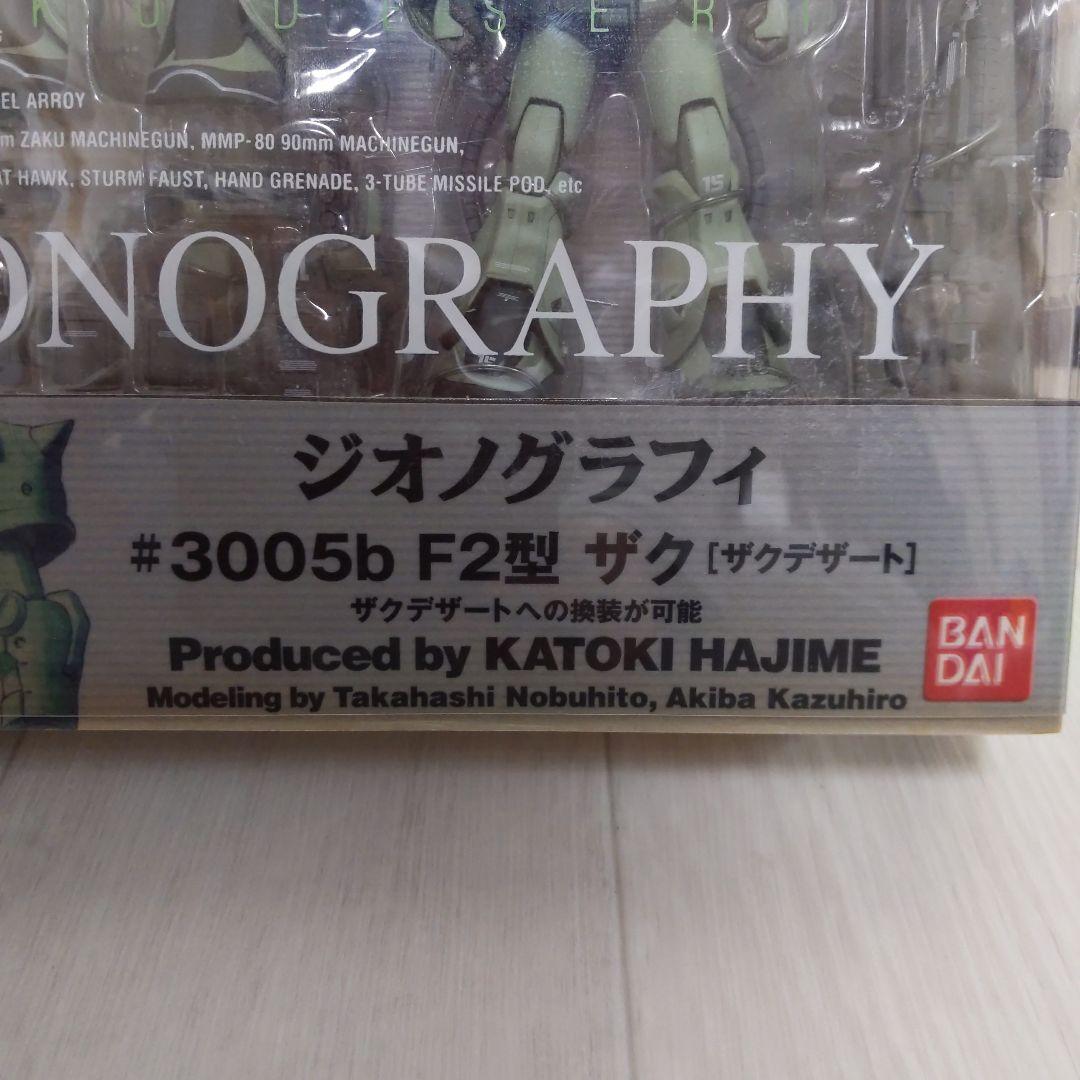 K U D E S E R T
EL ARROY
m ZAKU MACHINEGUN, MMP-80 90mm MACHINEGUN,
AT HAWK, STURM FAUST, HAND GRENADE, 3-TUBE MISSILE POD, etc
15
ONOGRAPHY
15
ジオノグラフィ
#3005b F2型 ザク [ザクデザート]
ザクデザートへの換装が可能
Produced by KATOKI HAJIME
Modeling by Takahashi Nobuhito, Akiba Kazuhiro
BAN
DAI